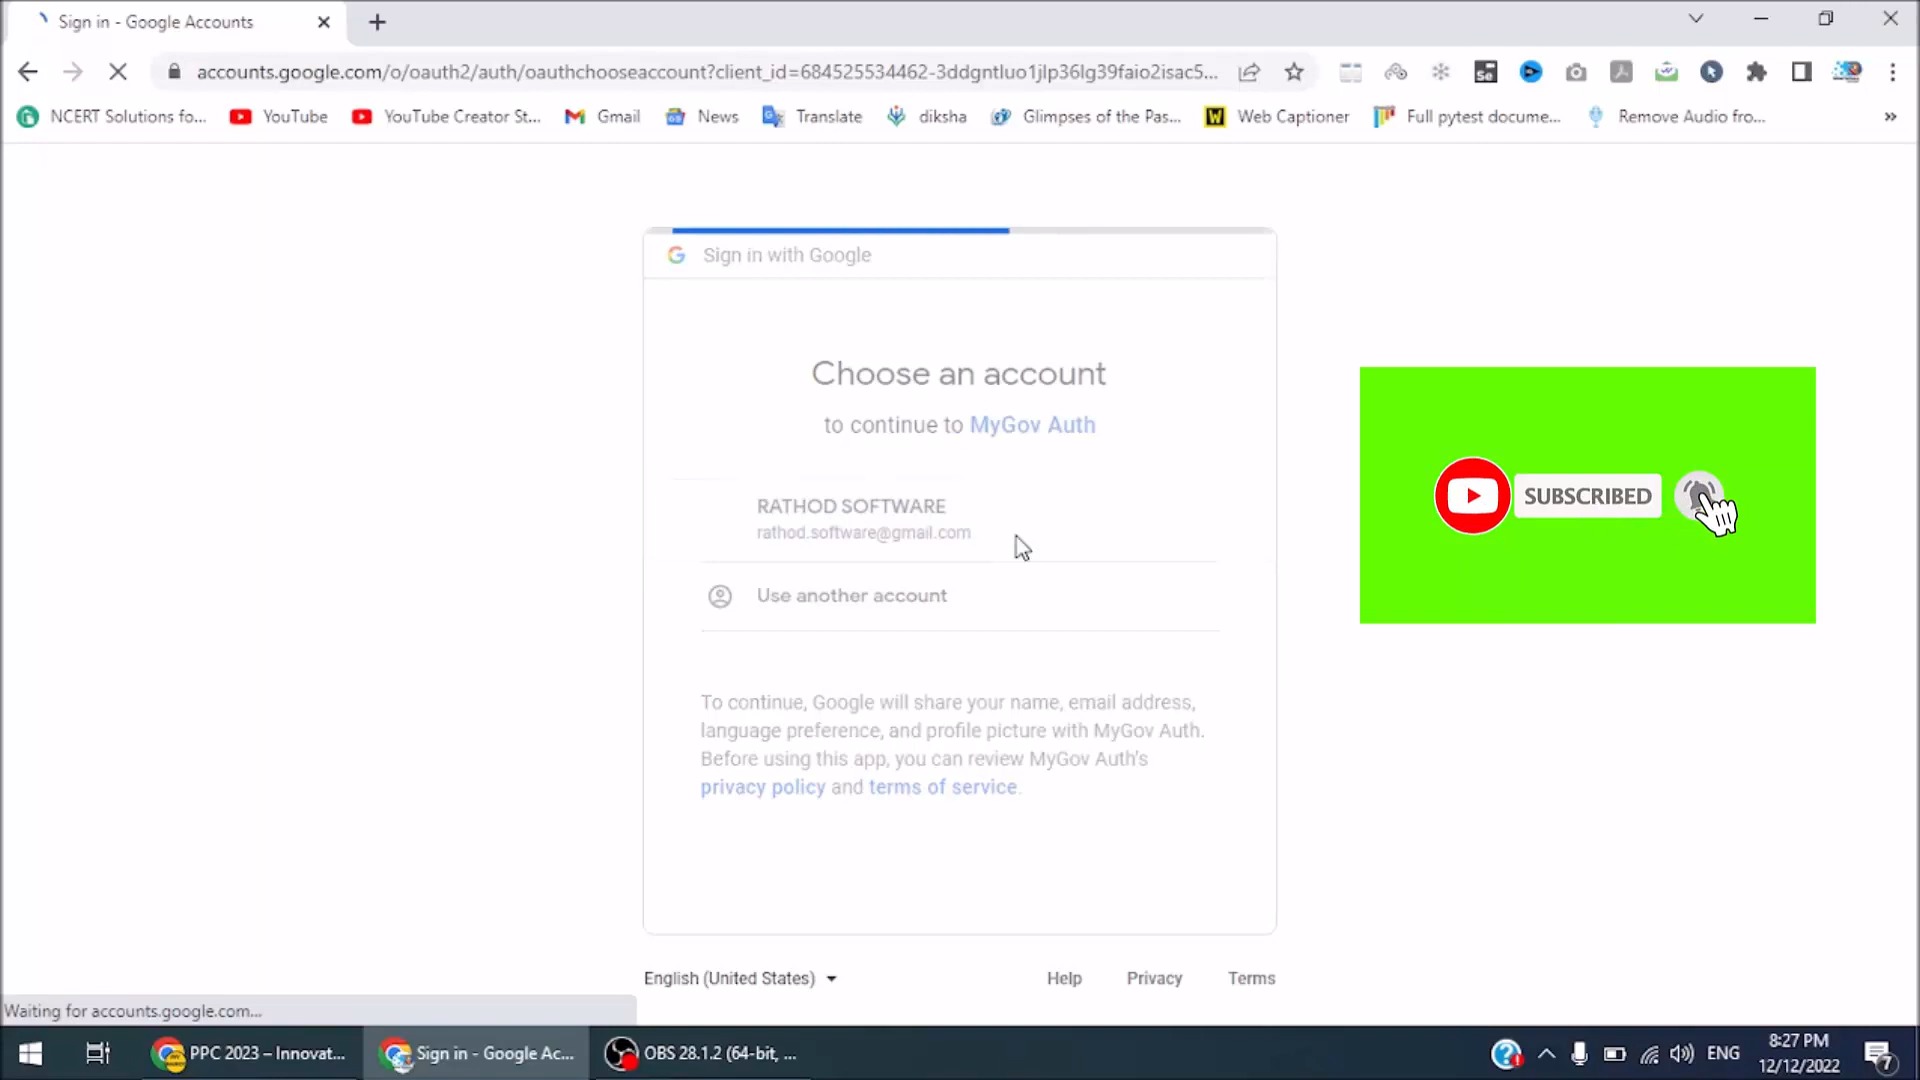 Sign in - Google Accounts
accounts.google.com/o/oauth2/auth/oauthchooseaccount?client_id=684525534462-3ddgntluo1jlp36lg39faio2isac5...
NCERT Solutions fo... YouTube YouTube Creator St... Gmail News Translate diksha Glimpses of the Pas... Web Captioner Full pytest docume... Remove Audio fro... »
Sign in with Google
Choose an account
to continue to MyGov Auth
RATHOD SOFTWARE
rathod.software@gmail.com
Use another account
SUBSCRIBED
To continue, Google will share your name, email address,
language preference, and profile picture with MyGov Auth.
Before using this app, you can review MyGov Auth's
privacy policy and terms of service.
English (United States) Help Privacy Terms
Waiting for accounts.google.com...
PPC 2023 – Innovat... Sign in - Google Ac... OBS 28.1.2 (64-bit, ... ENG
8:27 PM
12/12/2022
7